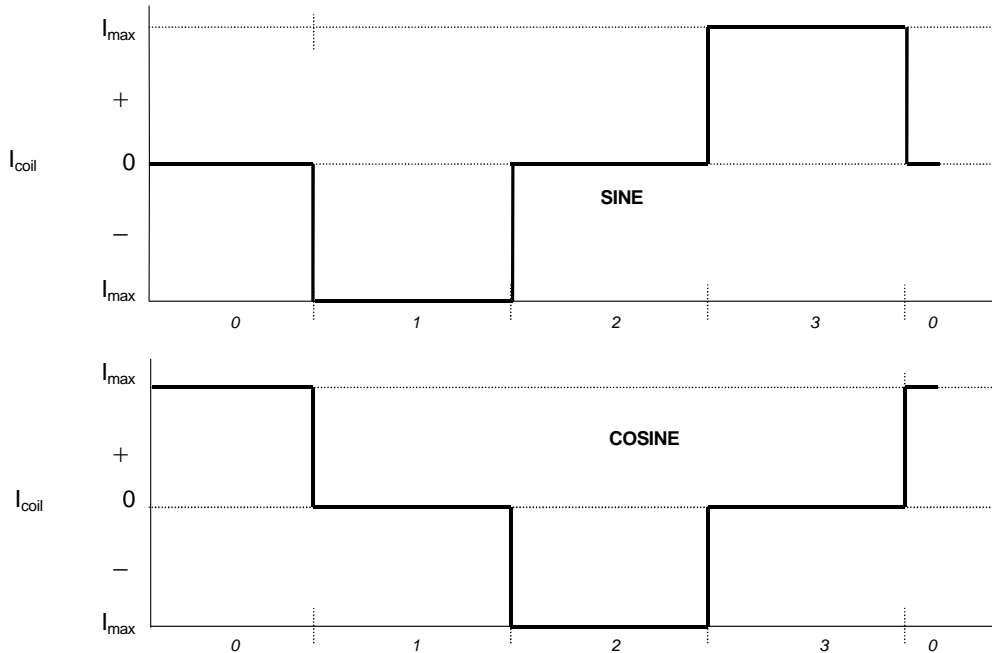 Imax
+
Icoil 0
SINE
−
Imax
0 1 2 3 0
Imax
COSINE
+
Icoil 0
−
Imax
0 1 2 3 0